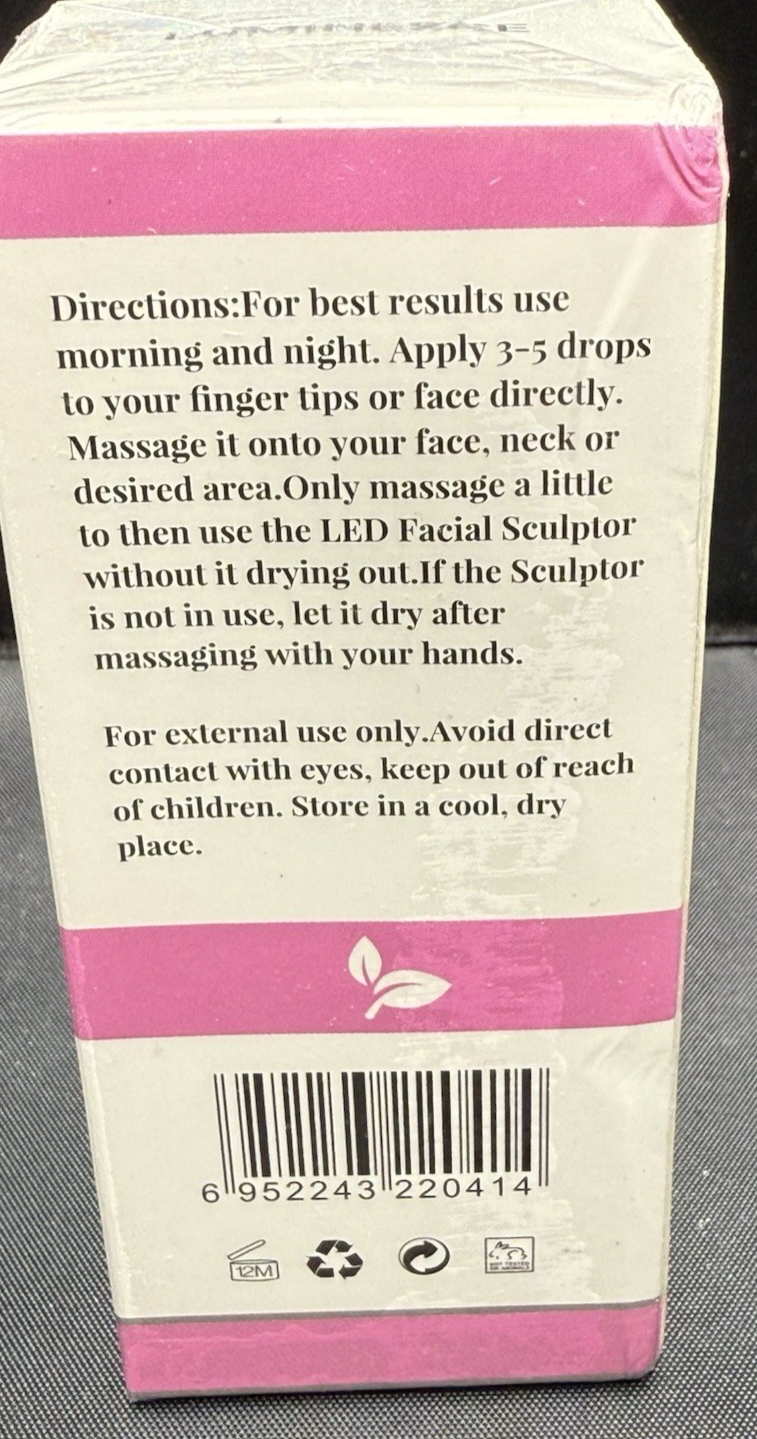 Directions:For best results use
morning and night. Apply 3-5 drops
to your finger tips or face directly.
Massage it onto your face, neck or
desired area.Only massage a little
to then use the LED Facial Sculptor
without it drying out.If the Sculptor
is not in use, let it dry after
massaging with your hands.
For external use only.Avoid direct
contact with eyes, keep out of reach
of children. Store in a cool, dry
place.
6 952243 220414
12M
NOT TESTED
ON ANIMALS